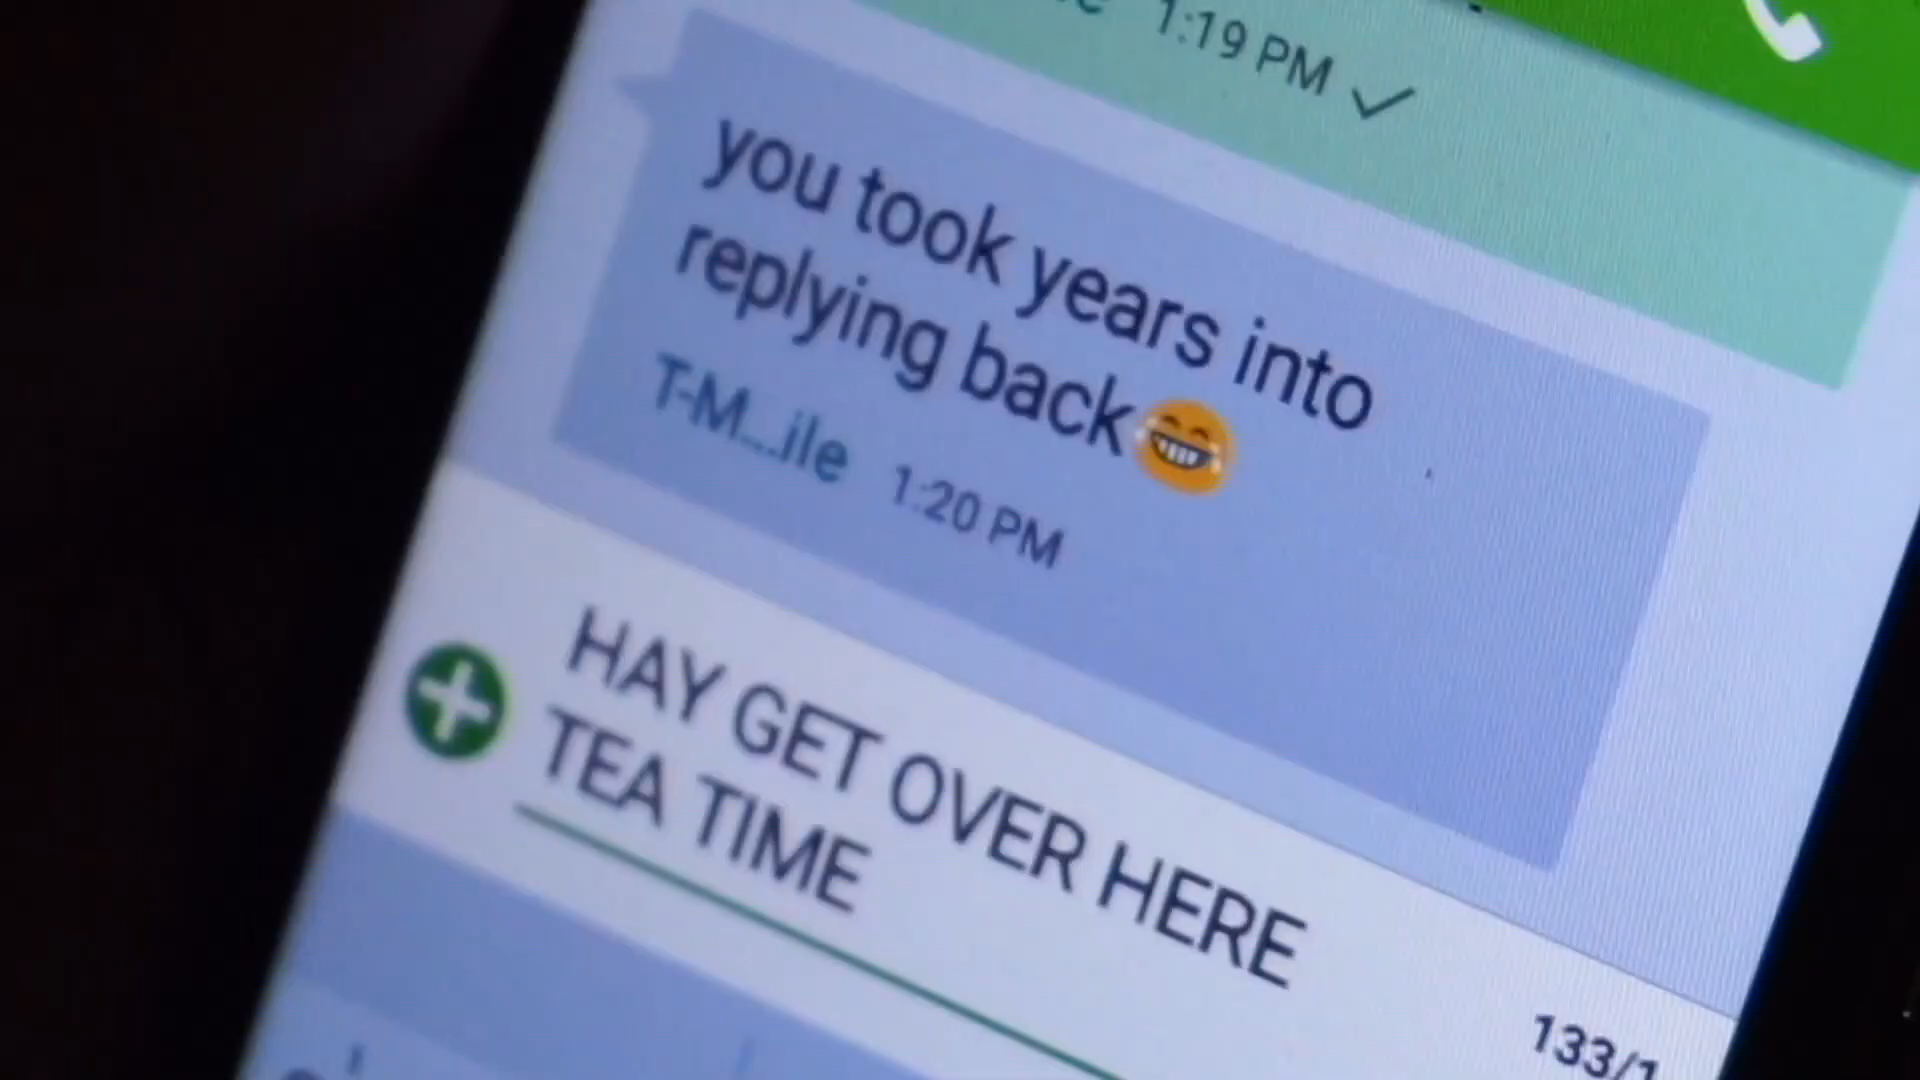 1:19 PM
you took years into
replying back😂
T-M...ile 1:20 PM
HAY GET OVER HERE
TEA TIME
133/1